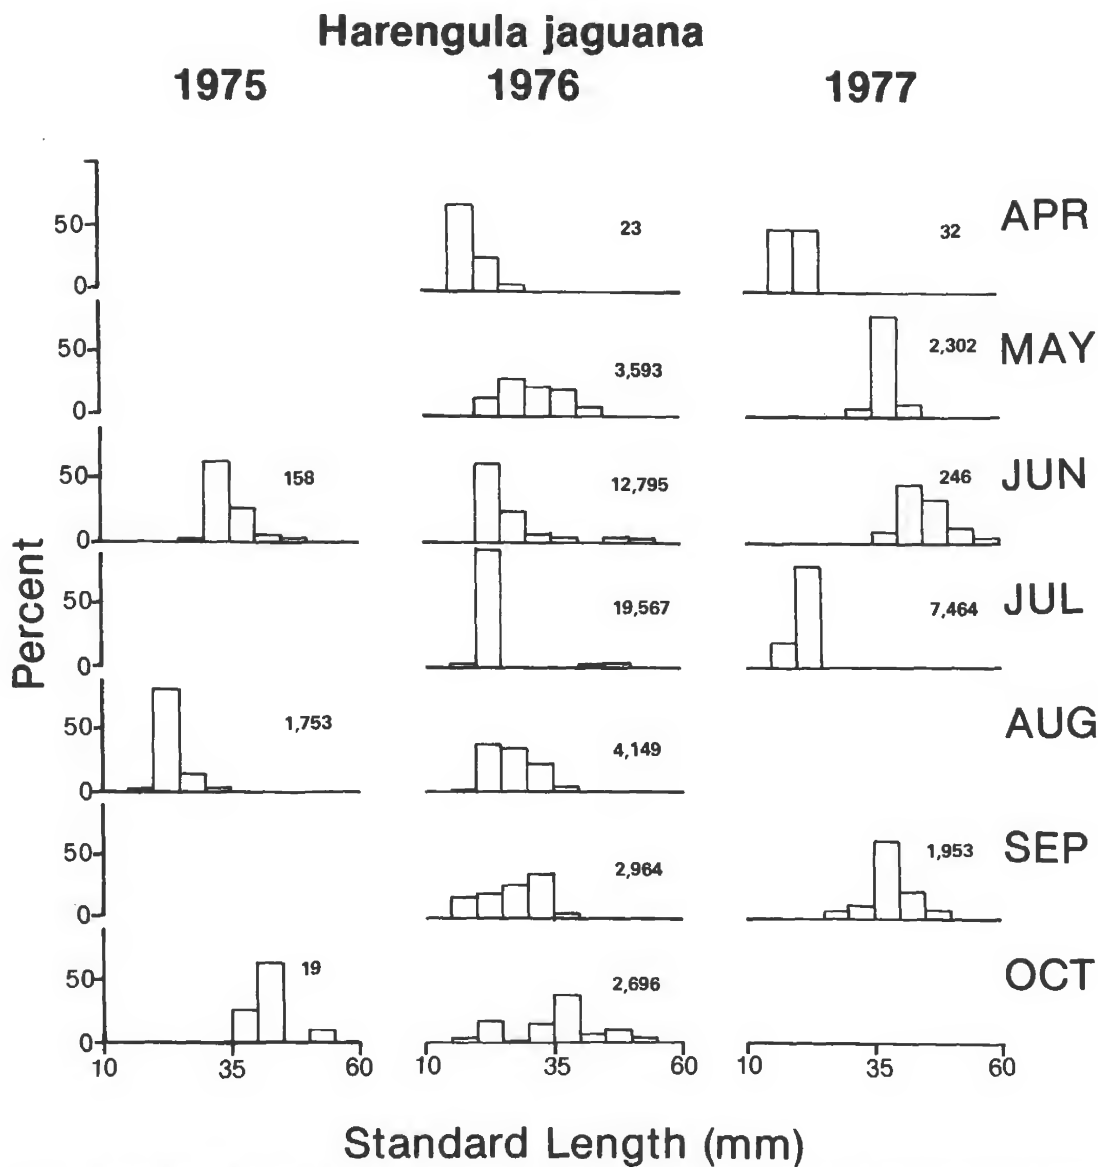 Harengula jaguana
1975 1976 1977
50
0
23
32
APR
50
0
3,593
2,302
MAY
50
0
158
12,795
246
JUN
50
0
19,567
7,464
JUL
50
0
1,753
4,149
AUG
50
0
2,964
1,953
SEP
50
0
19
2,696
OCT
10 35 60 10 35 60 10 35 60
Percent
Standard Length (mm)